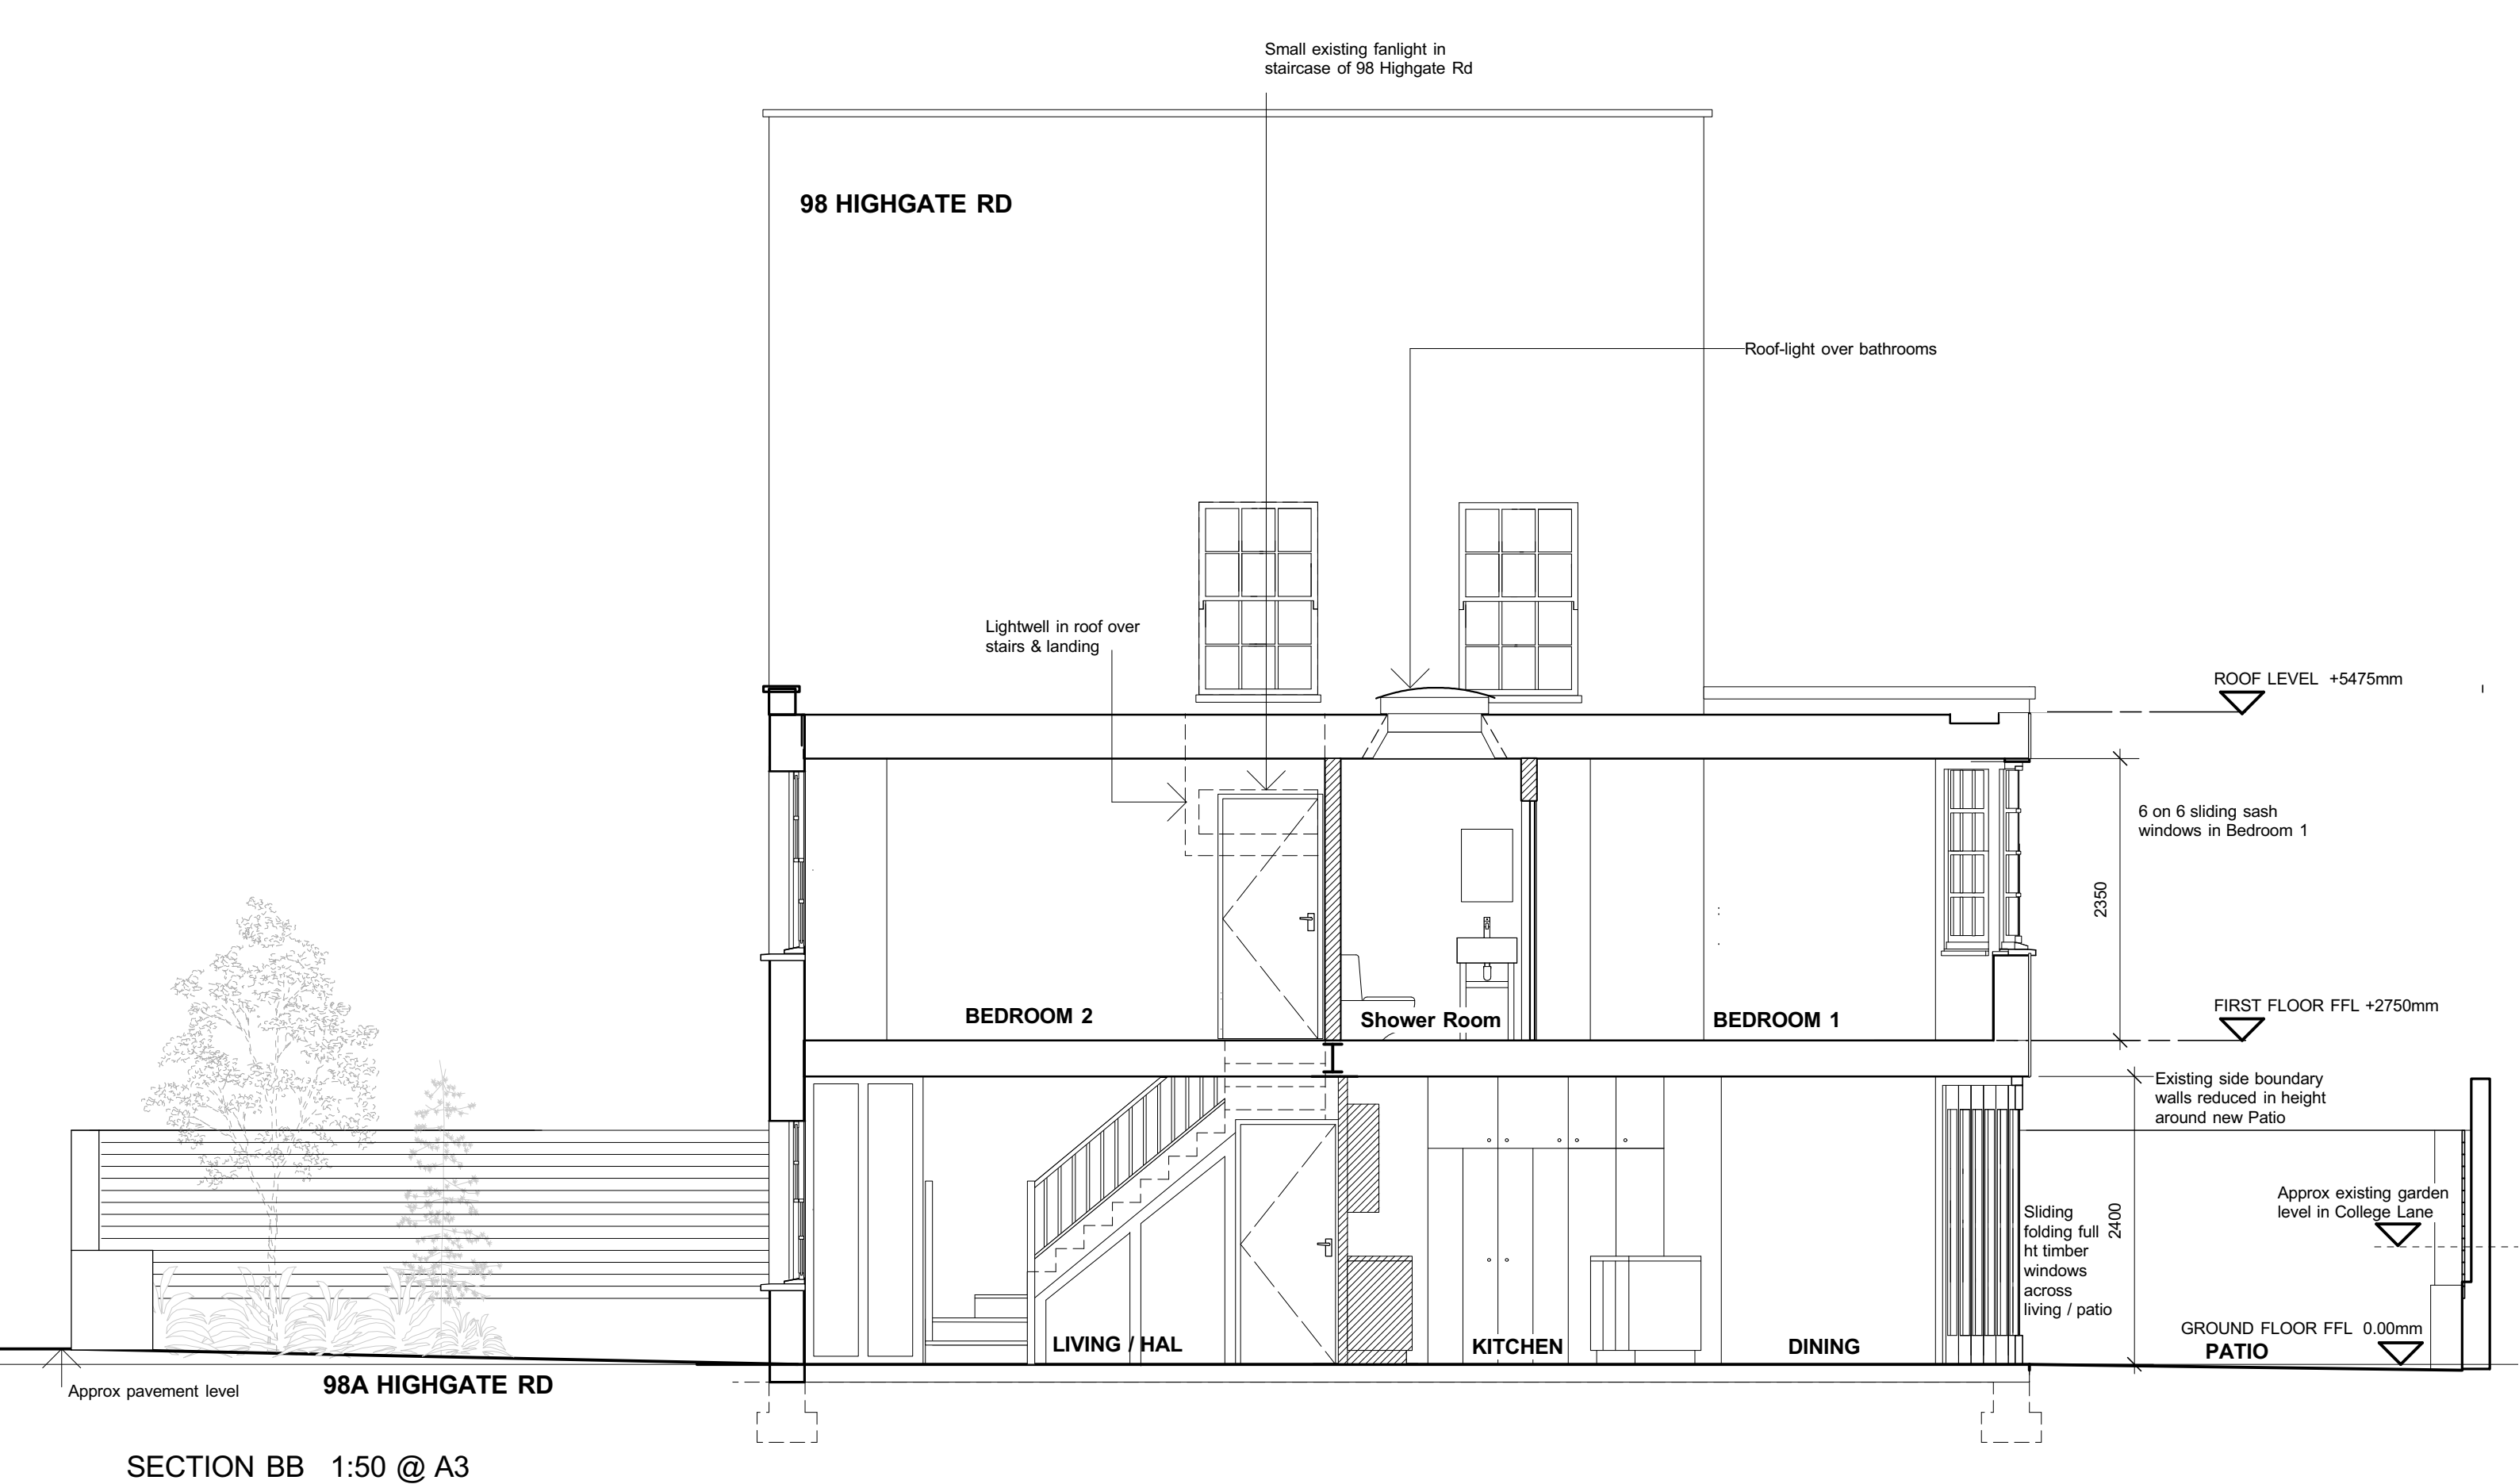 Small existing fanlight in
staircase of 98 Highgate Rd
98 HIGHGATE RD
Roof-light over bathrooms
Lightwell in roof over
stairs & landing
ROOF LEVEL +5475mm
6 on 6 sliding sash
windows in Bedroom 1
2350
FIRST FLOOR FFL +2750mm
BEDROOM 2
Shower Room
BEDROOM 1
Existing side boundary
walls reduced in height
around new Patio
Approx existing garden
level in College Lane
Sliding
folding full
ht timber
windows
across
living / patio
2400
GROUND FLOOR FFL 0.00mm
PATIO
LIVING / HAL
KITCHEN
DINING
Approx pavement level
98A HIGHGATE RD
SECTION BB 1:50 @ A3